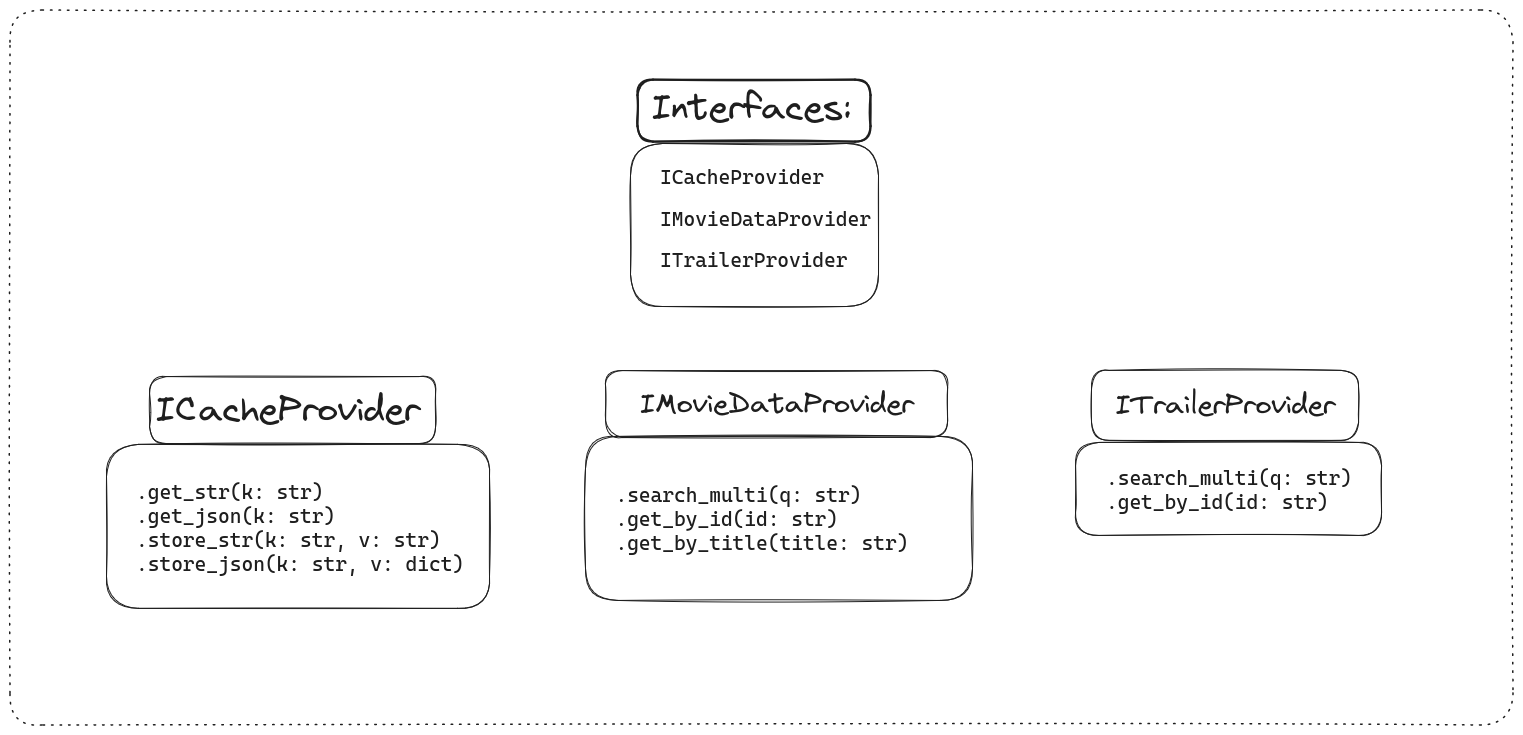 Interfaces:
ICacheProvider
IMovieDataProvider
ITrailerProvider
ICacheProvider
.get_str(k: str)
.get_json(k: str)
.store_str(k: str, v: str)
.store_json(k: str, v: dict)
IMovieDataProvider
.search_multi(q: str)
.get_by_id(id: str)
.get_by_title(title: str)
ITrailerProvider
.search_multi(q: str)
.get_by_id(id: str)